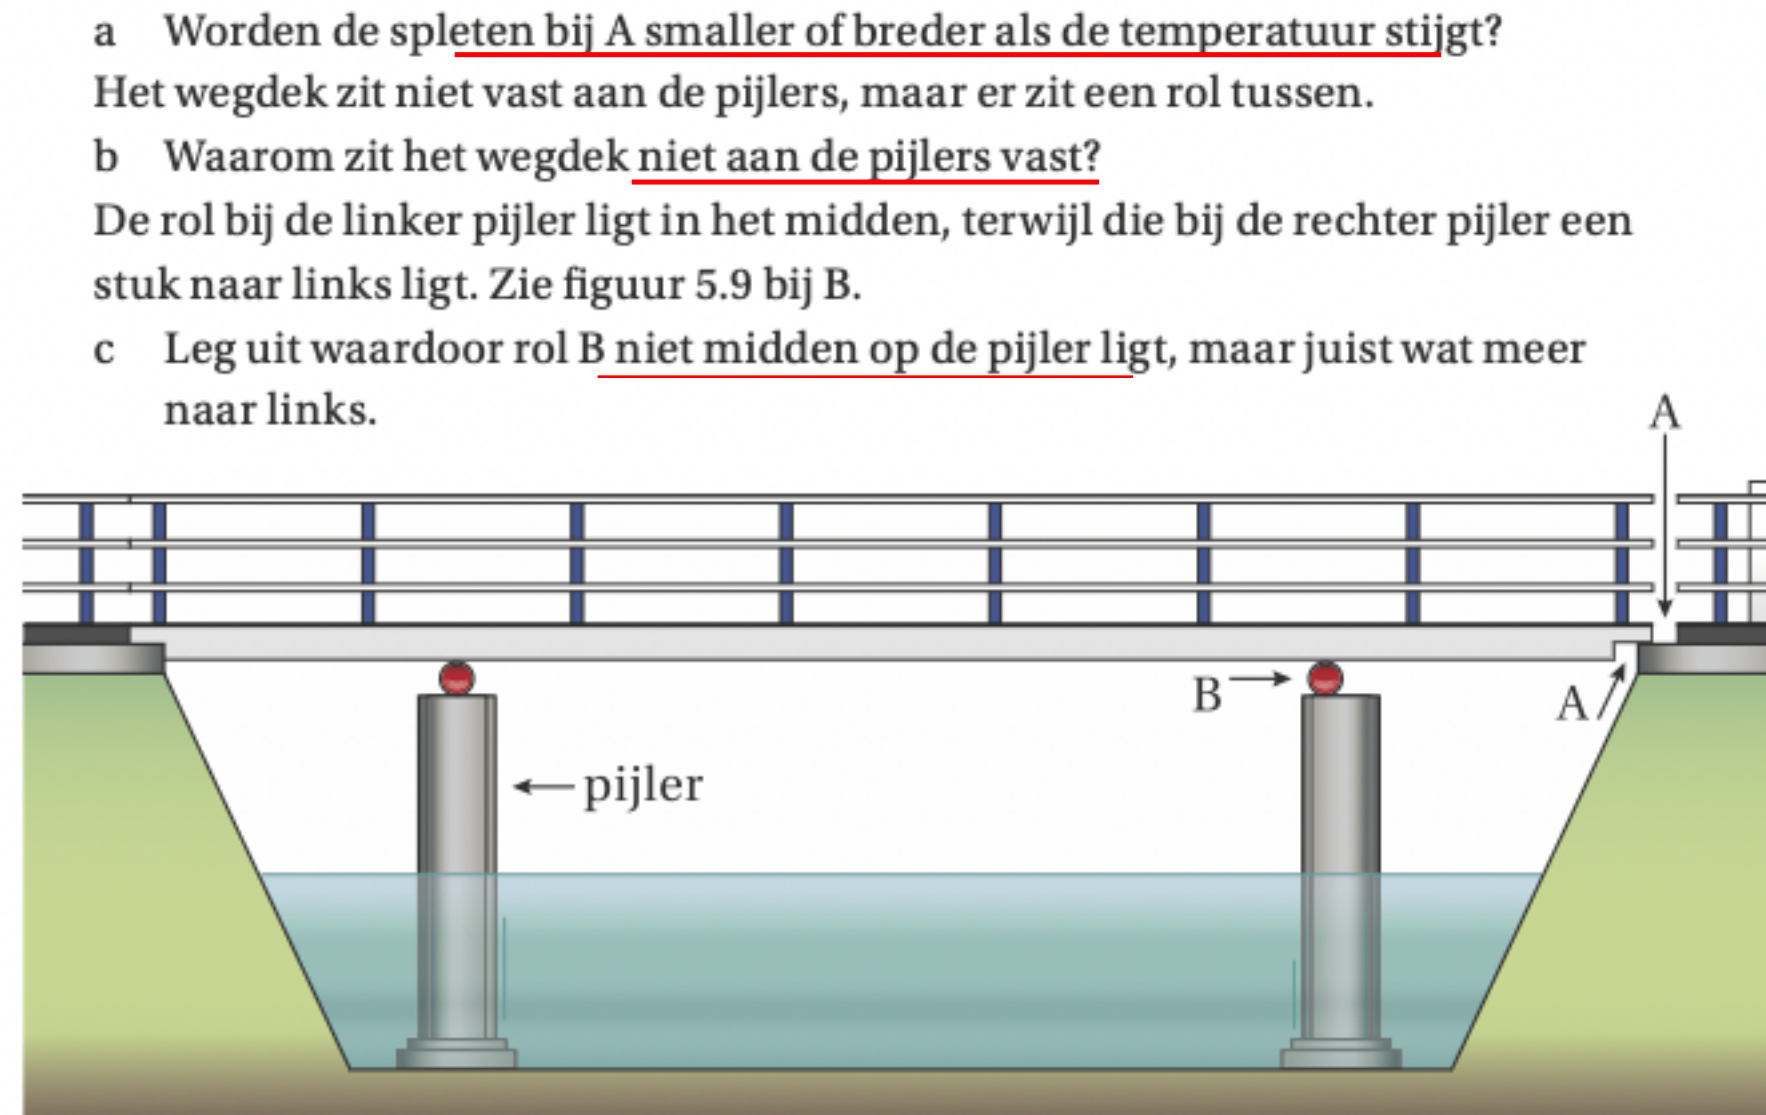 a Worden de spleten bij A smaller of breder als de temperatuur stijgt?
Het wegdek zit niet vast aan de pijlers, maar er zit een rol tussen.
b Waarom zit het wegdek niet aan de pijlers vast?
De rol bij de linker pijler ligt in het midden, terwijl die bij de rechter pijler een
stuk naar links ligt. Zie figuur 5.9 bij B.
c Leg uit waardoor rol B niet midden op de pijler ligt, maar juist wat meer
naar links.
A
B
A
pijler